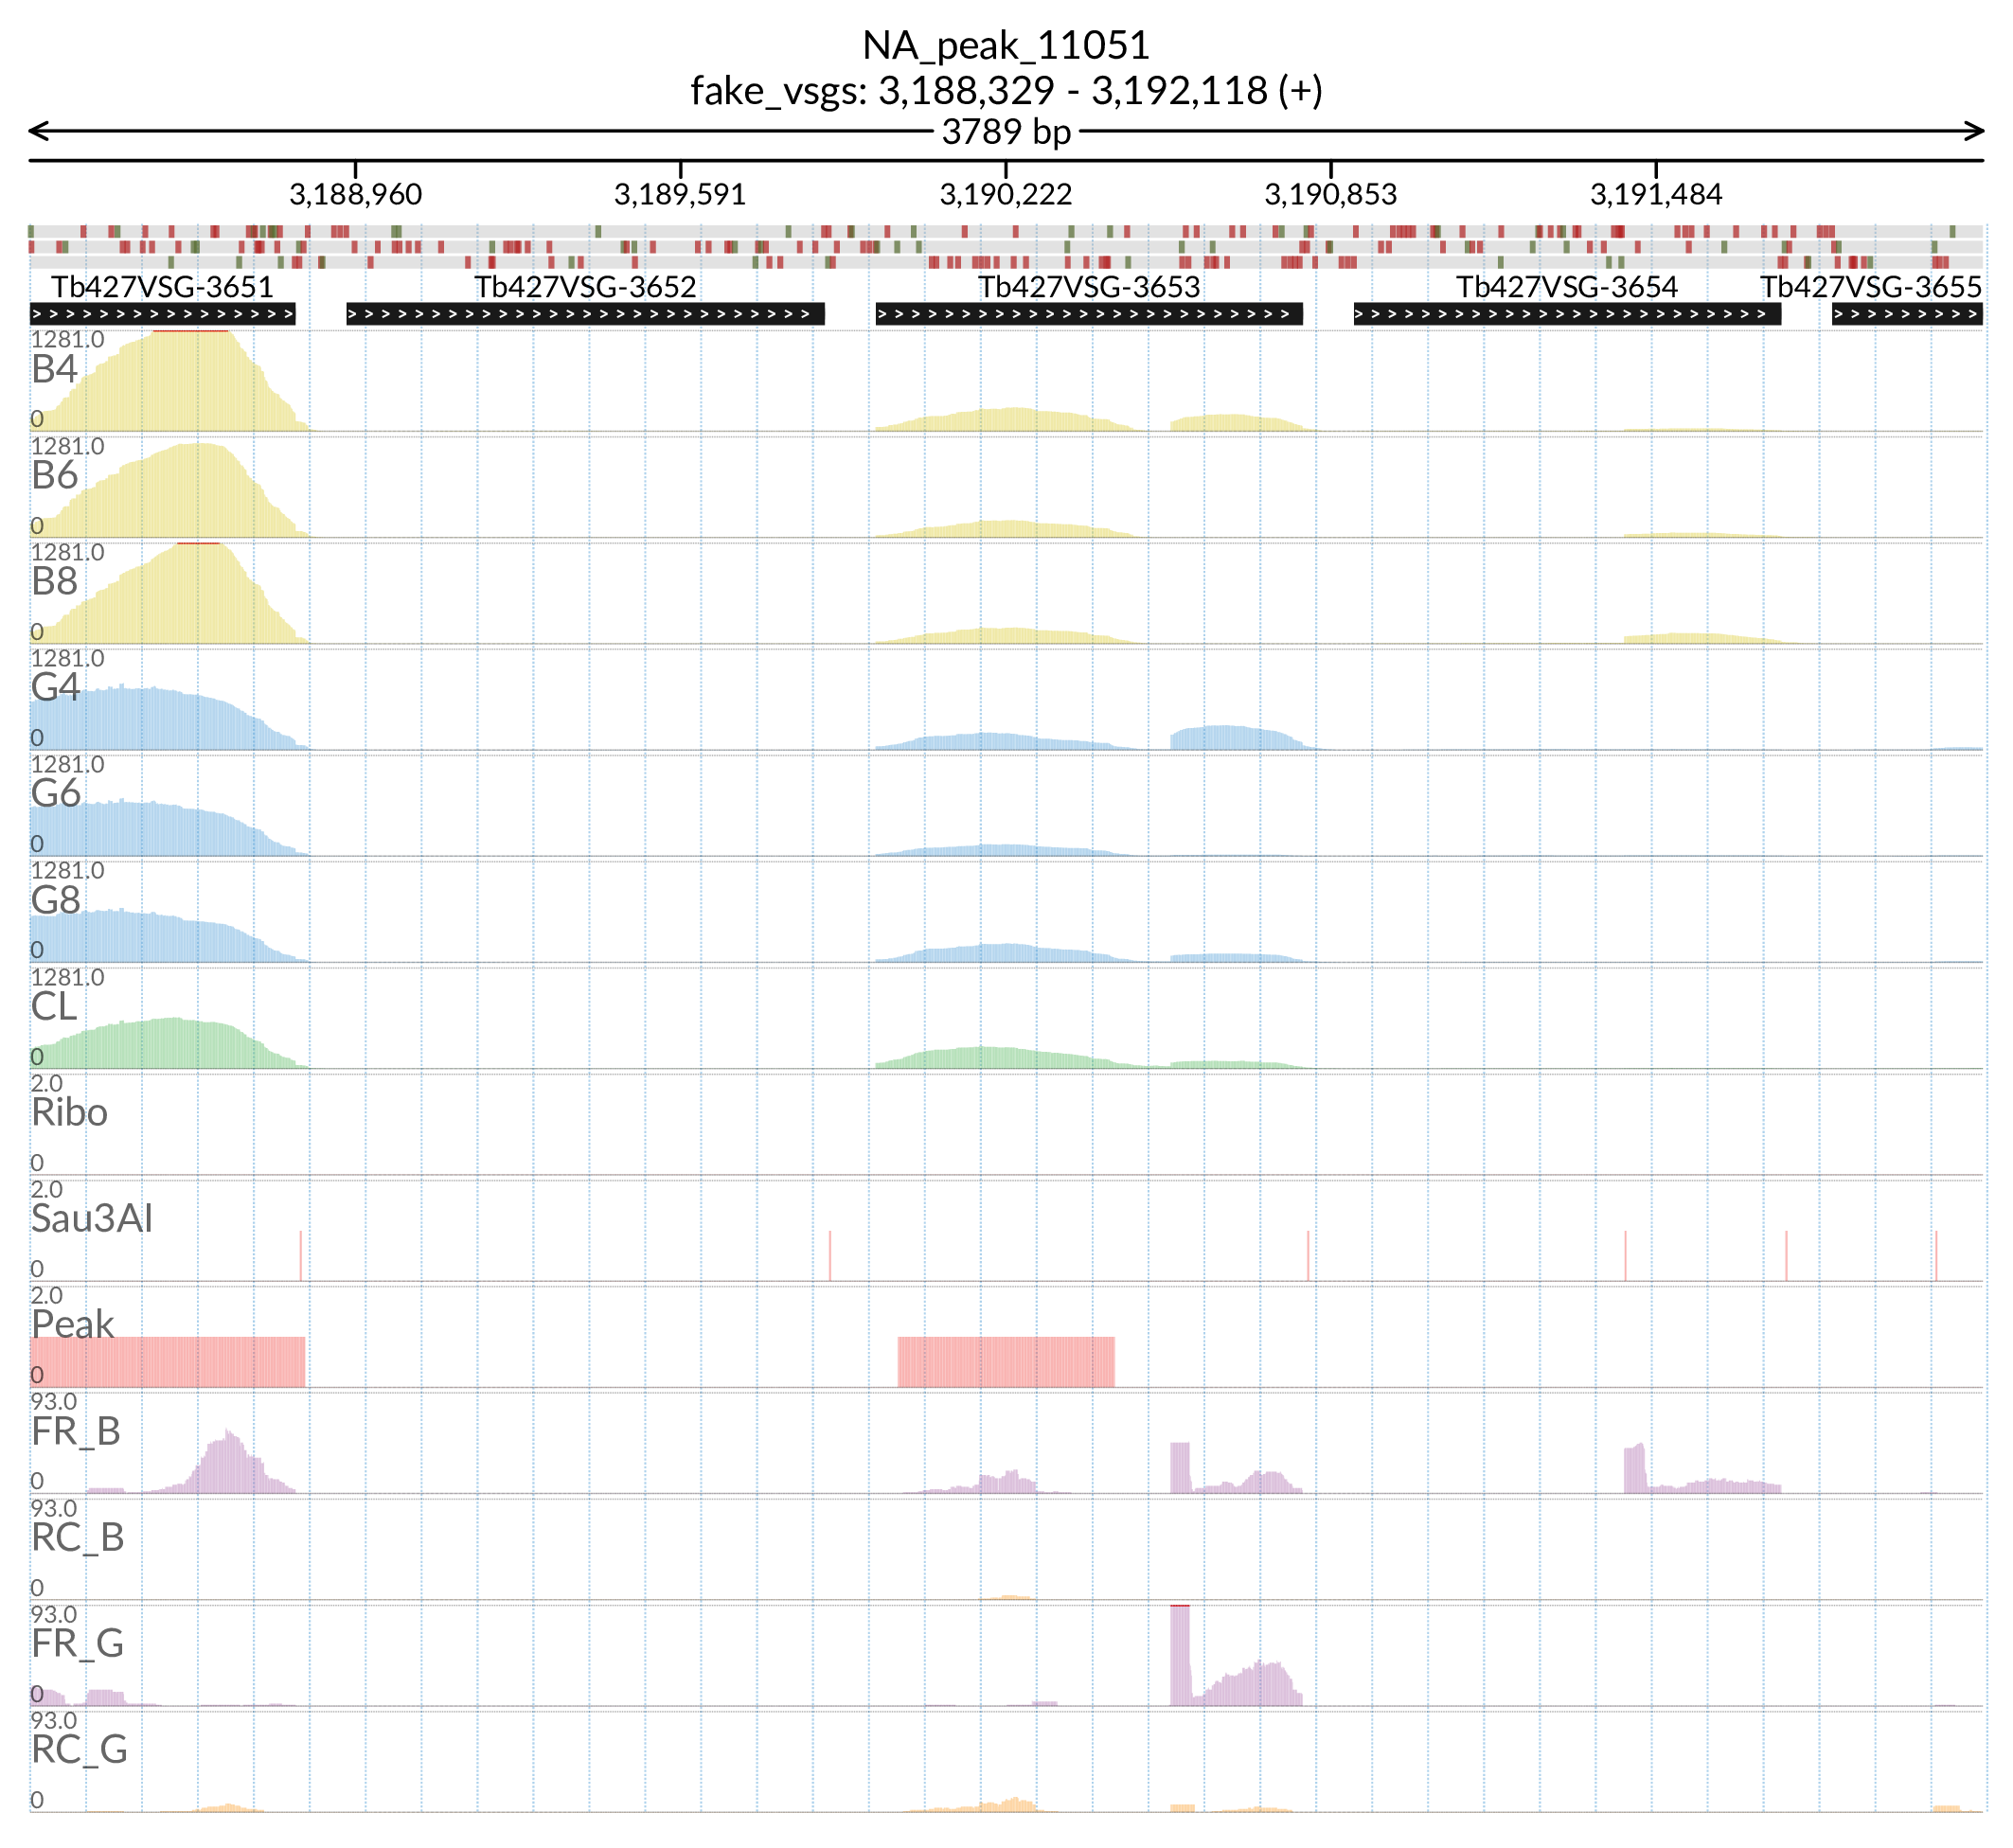 NA_peak_11051
fake_vsgs: 3,188,329 - 3,192,118 (+)
3789 bp
3,188,960 3,189,591 3,190,222 3,190,853 3,191,484
Tb427VSG-3651 Tb427VSG-3652 Tb427VSG-3653 Tb427VSG-3654 Tb427VSG-3655
1281.0
B4
0
1281.0
B6
0
1281.0
B8
0
1281.0
G4
0
1281.0
G6
0
1281.0
G8
0
1281.0
CL
0
2.0
Ribo
0
2.0
Sau3AI
0
2.0
Peak
0
93.0
FR_B
0
93.0
RC_B
0
93.0
FR_G
0
93.0
RC_G
0